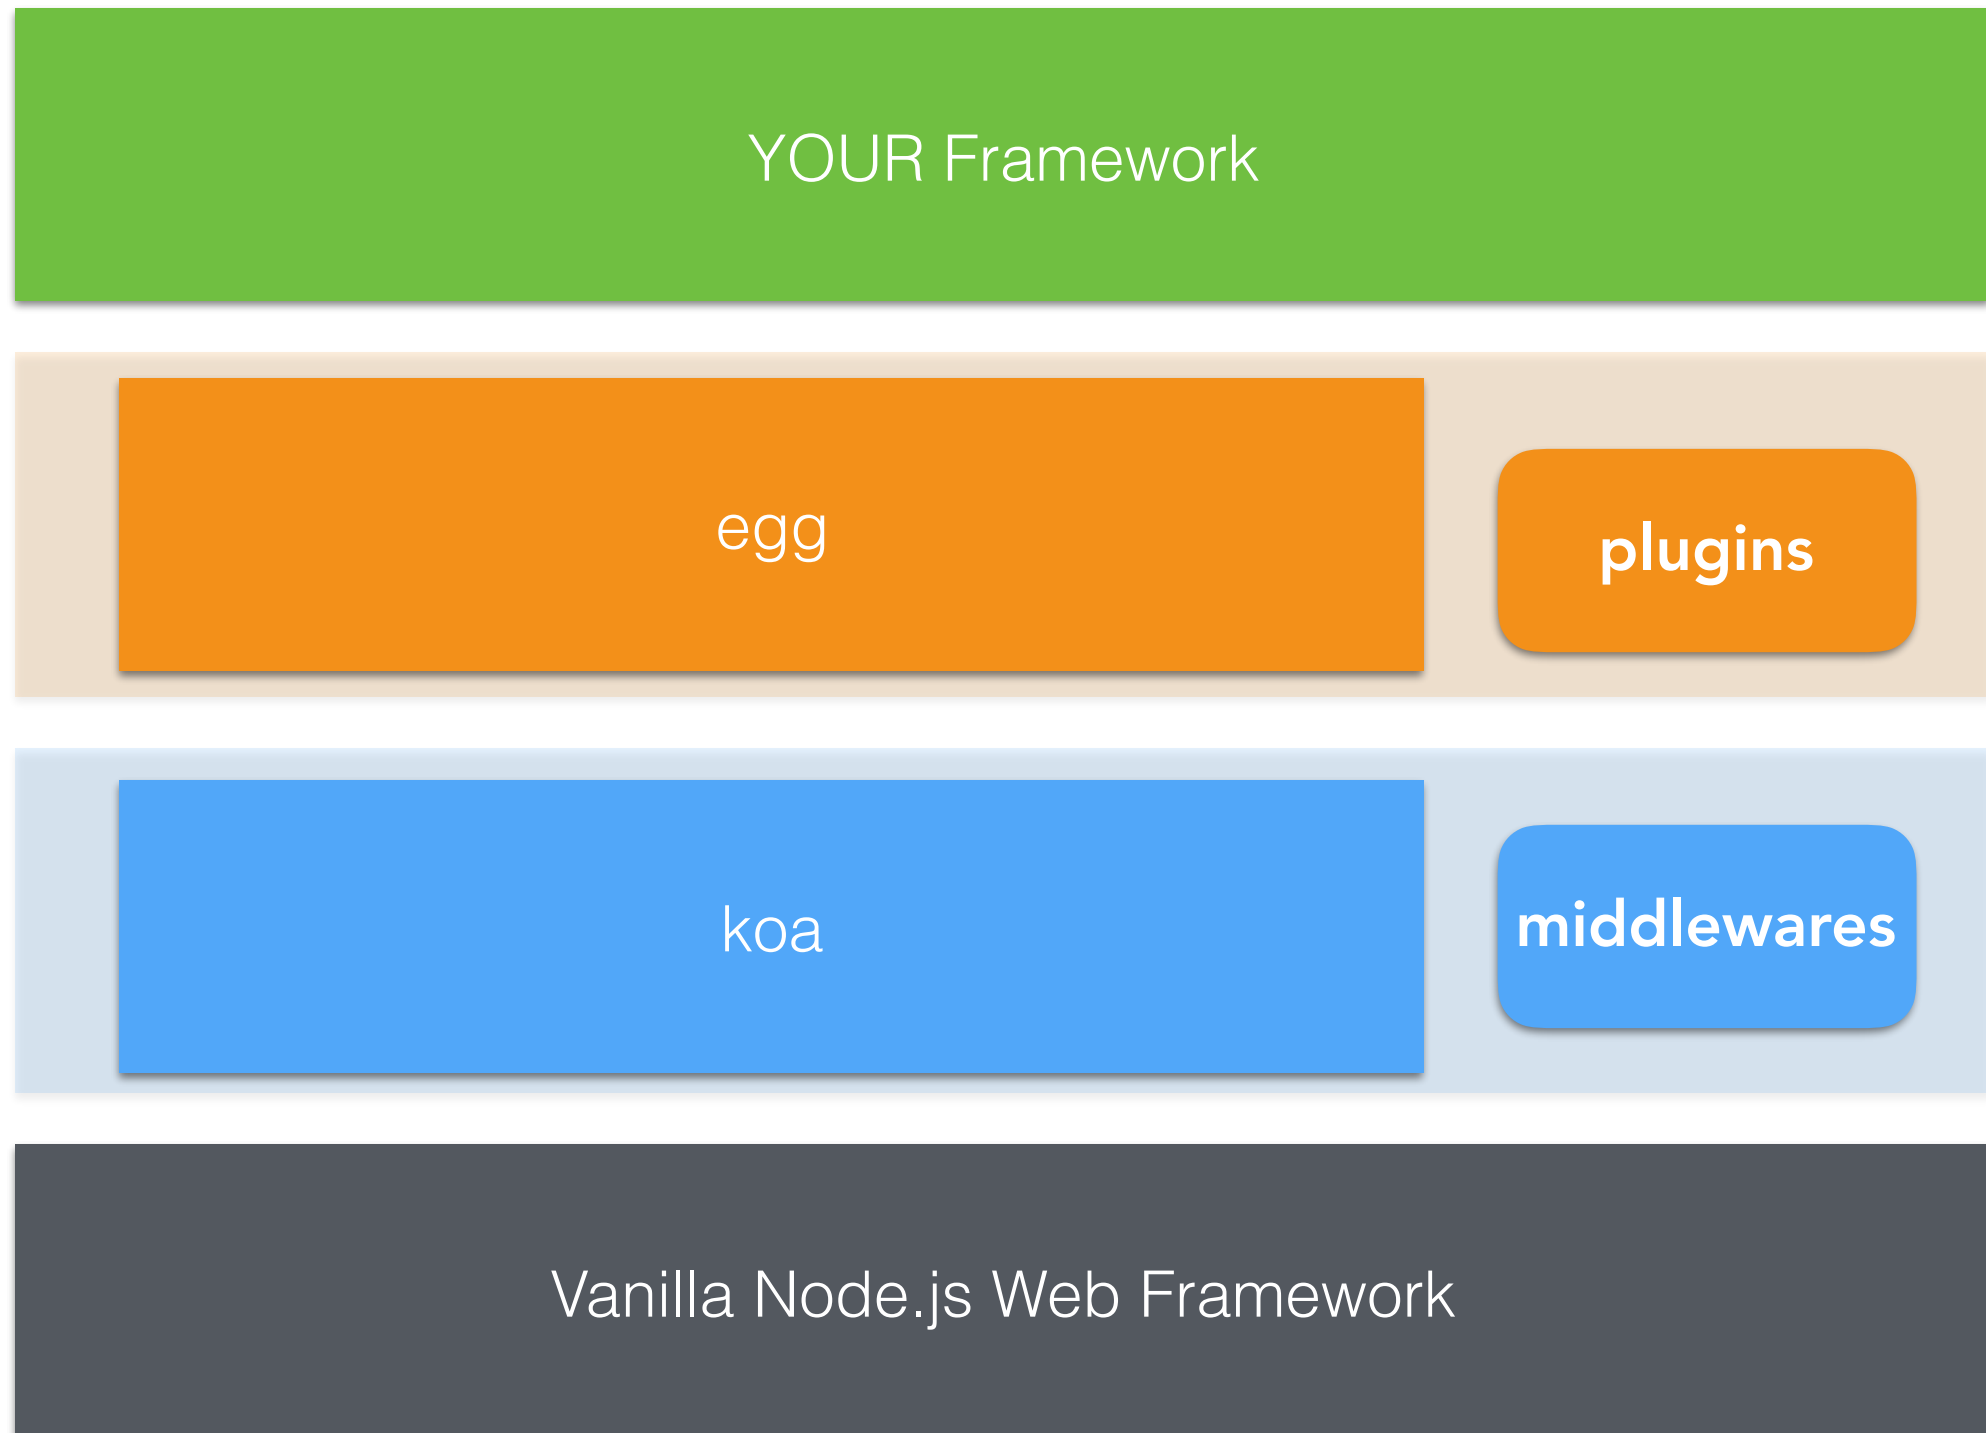 YOUR Framework
egg
plugins
koa
middlewares
Vanilla Node.js Web Framework